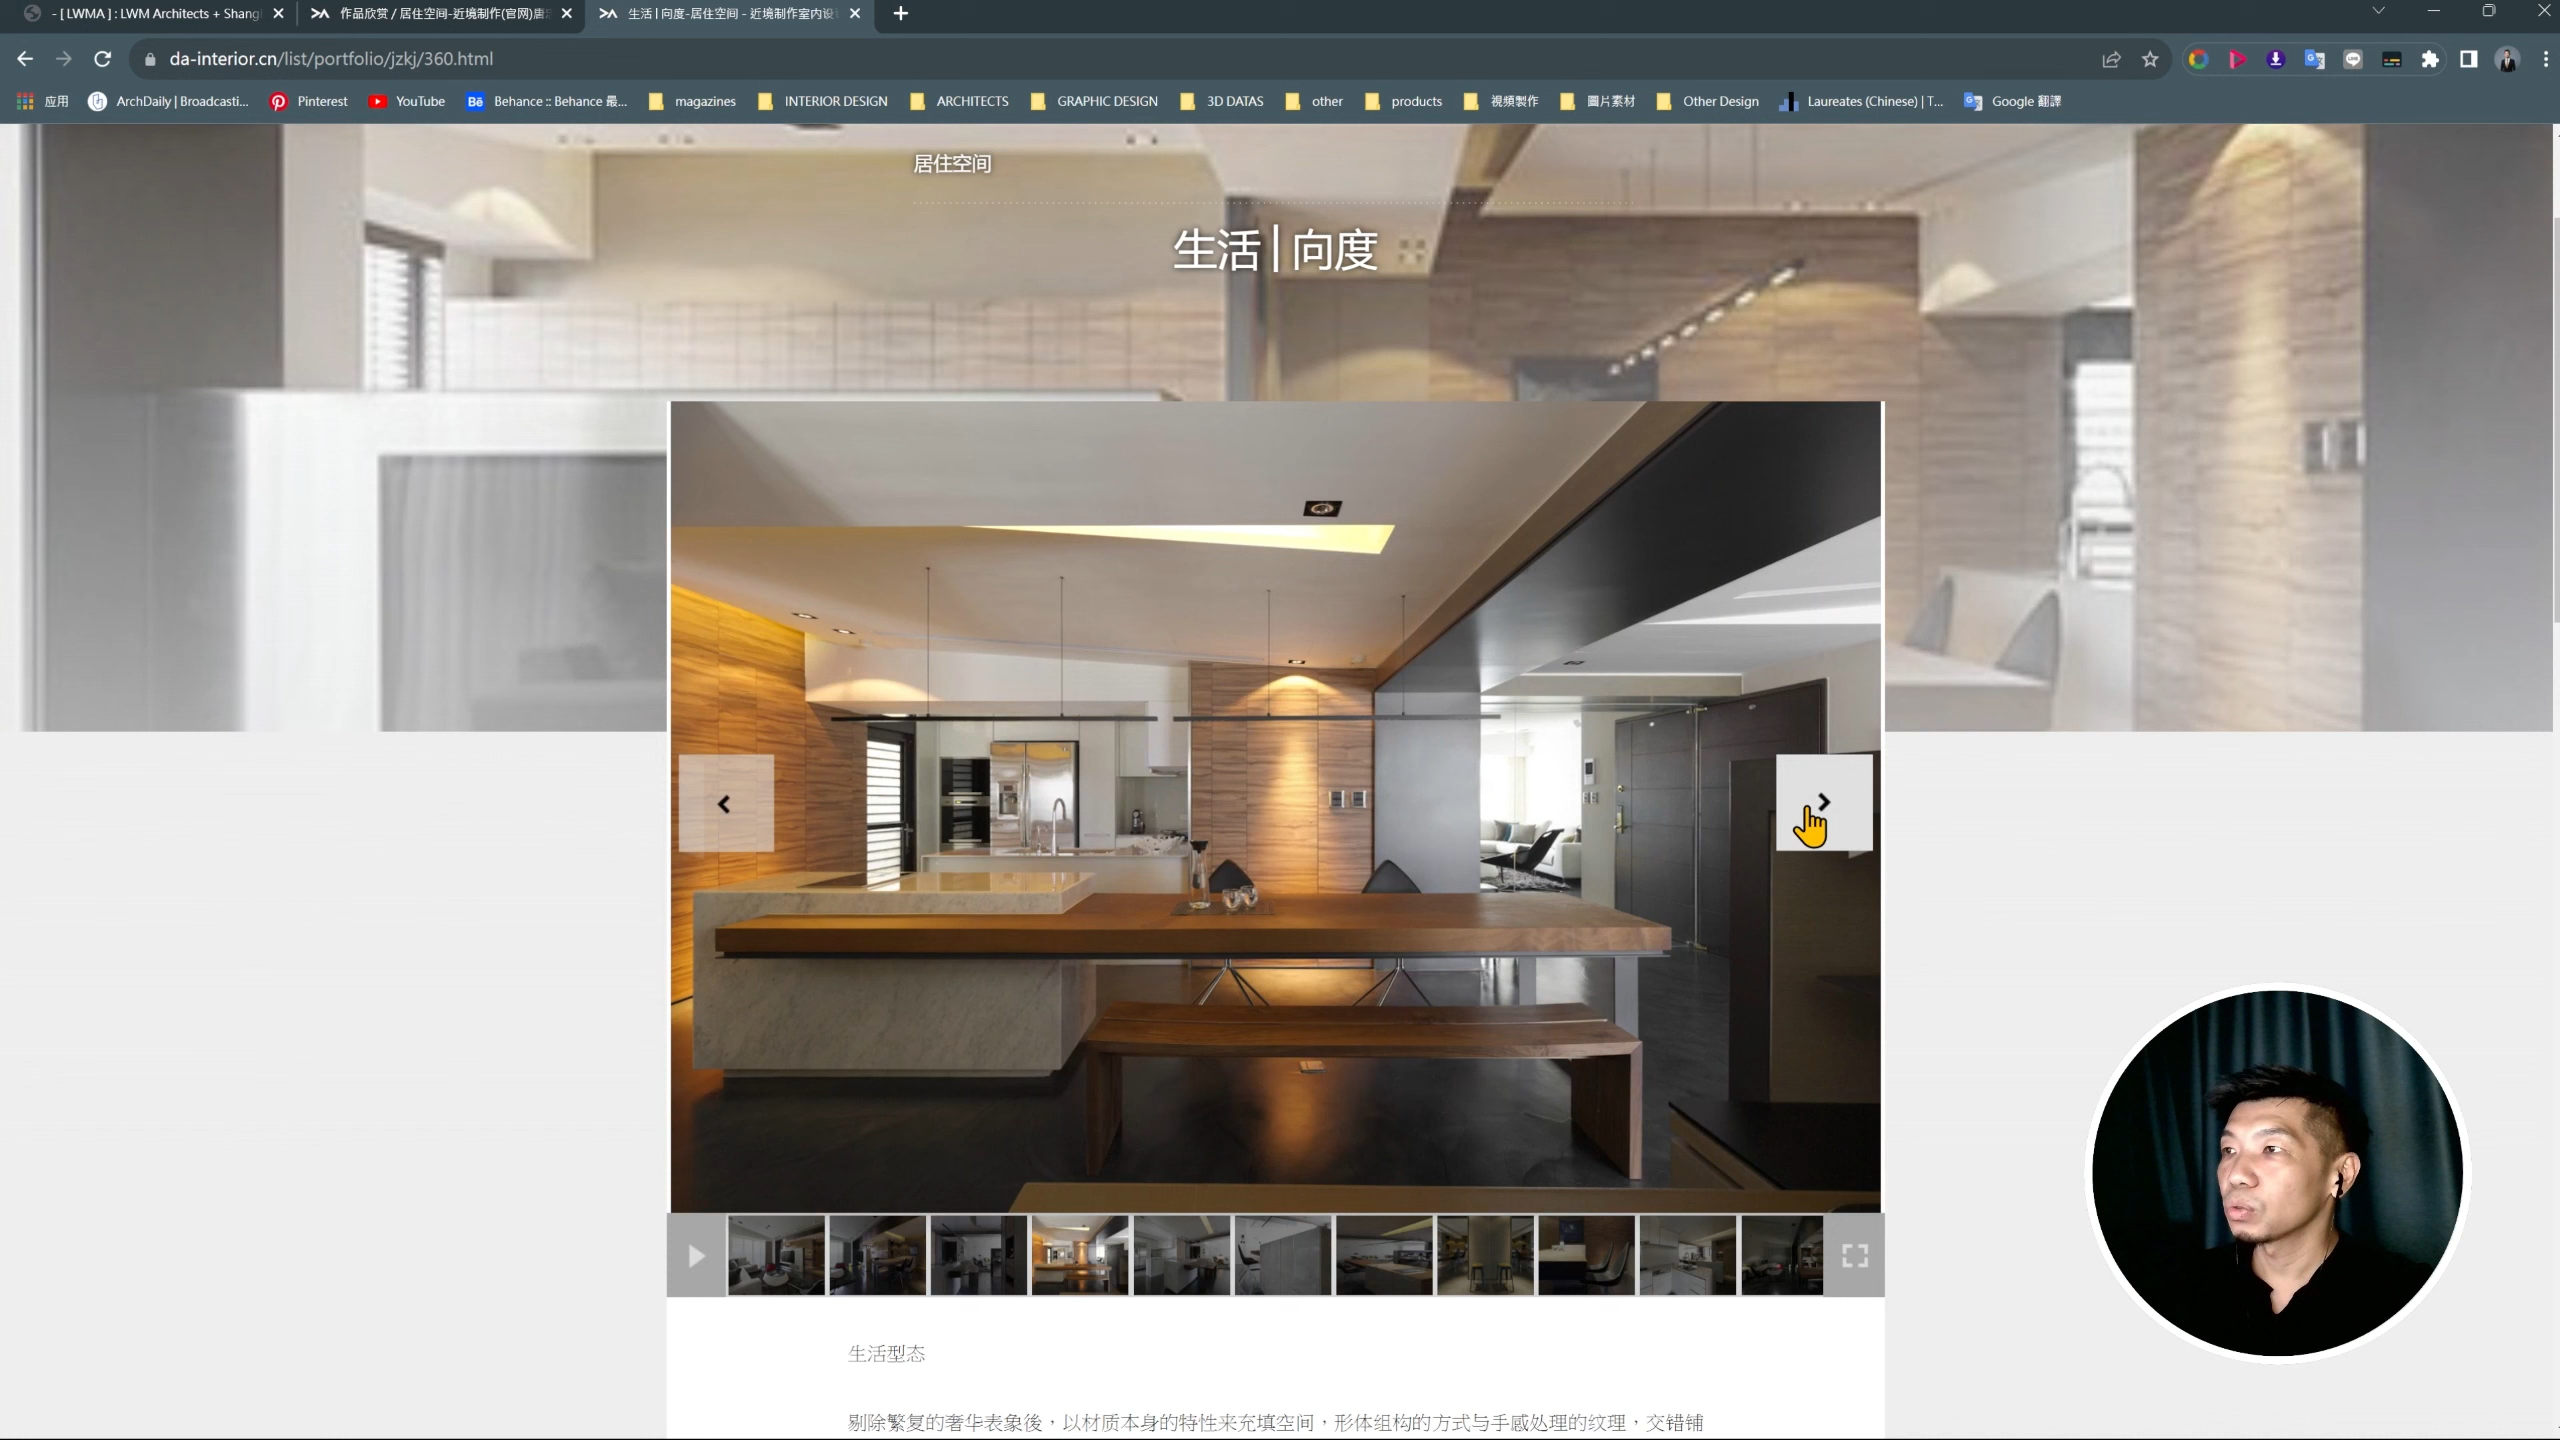 - [ LWMA ] : LWM Architects + Shang
作品欣赏 / 居住空间-近境制作(官网)唐
生活 | 向度-居住空间 - 近境制作室内设
da-interior.cn/list/portfolio/jzkj/360.html
应用
ArchDaily | Broadcasti...
Pinterest
YouTube
Behance :: Behance 最...
magazines
INTERIOR DESIGN
ARCHITECTS
GRAPHIC DESIGN
3D DATAS
other
products
視頻製作
圖片素材
Other Design
Laureates (Chinese) | T...
Google 翻譯
居住空间
生活 | 向度
生活型态
剔除繁复的奢华表象後，以材质本身的特性来充填空间，形体组构的方式与手感处理的纹理，交错铺